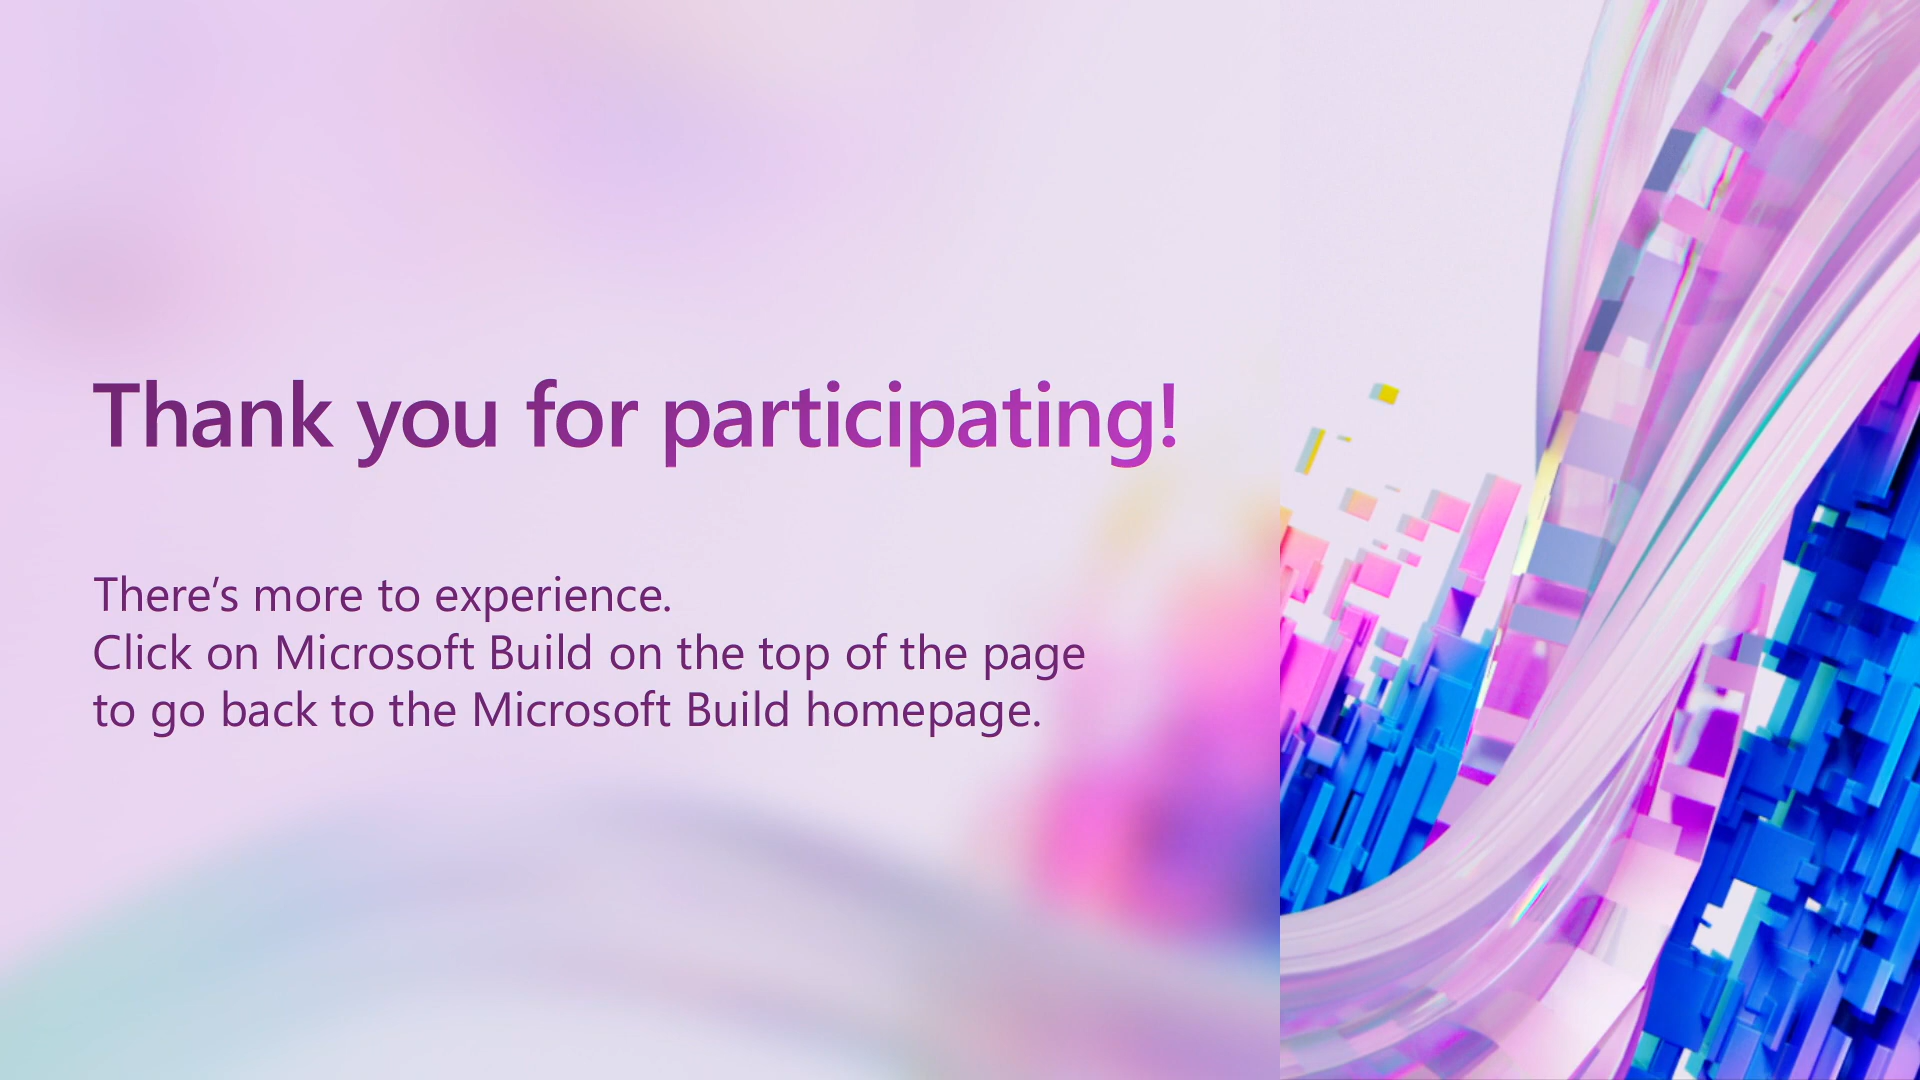 Thank you for participating!
There’s more to experience.
Click on Microsoft Build on the top of the page
to go back to the Microsoft Build homepage.